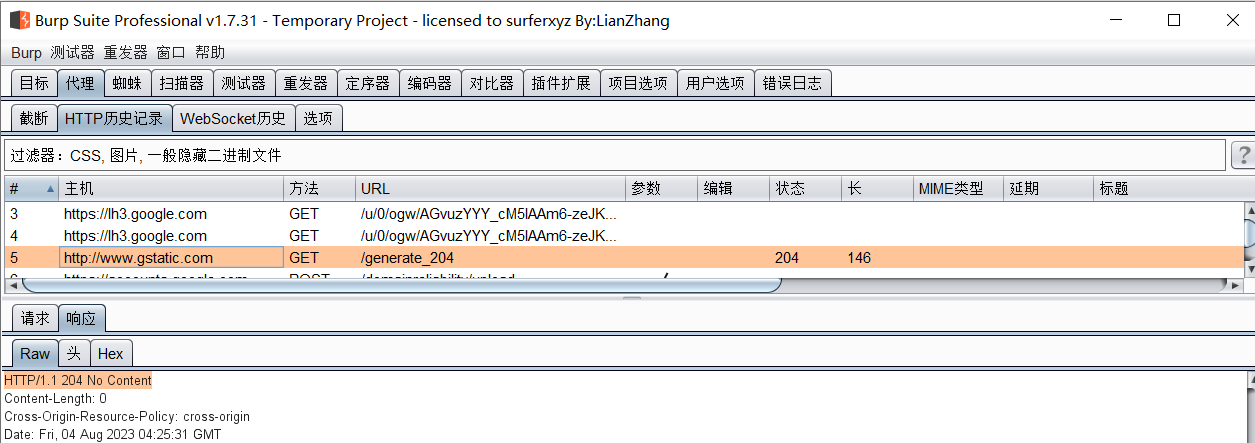 Burp Suite Professional v1.7.31 - Temporary Project - licensed to surferxyz By:LianZhang
Burp 测试器 重发器 窗口 帮助
目标 代理 蜘蛛 扫描器 测试器 重发器 定序器 编码器 对比器 插件扩展 项目选项 用户选项 错误日志
截断 HTTP历史记录 WebSocket历史 选项
过滤器：CSS, 图片, 一般隐藏二进制文件 ?
# 主机 方法 URL 参数 编辑 状态 长 MIME类型 延期 标题
3 https://lh3.google.com GET /u/0/ogw/AGvuzYYY_cM5lAAm6-zeJK...
4 https://lh3.google.com GET /u/0/ogw/AGvuzYYY_cM5lAAm6-zeJK...
5 http://www.gstatic.com GET /generate_204 204 146
6 https://accounts.google.com POST /domainreliability/upload
请求 响应
Raw 头 Hex
HTTP/1.1 204 No Content
Content-Length: 0
Cross-Origin-Resource-Policy: cross-origin
Date: Fri, 04 Aug 2023 04:25:31 GMT